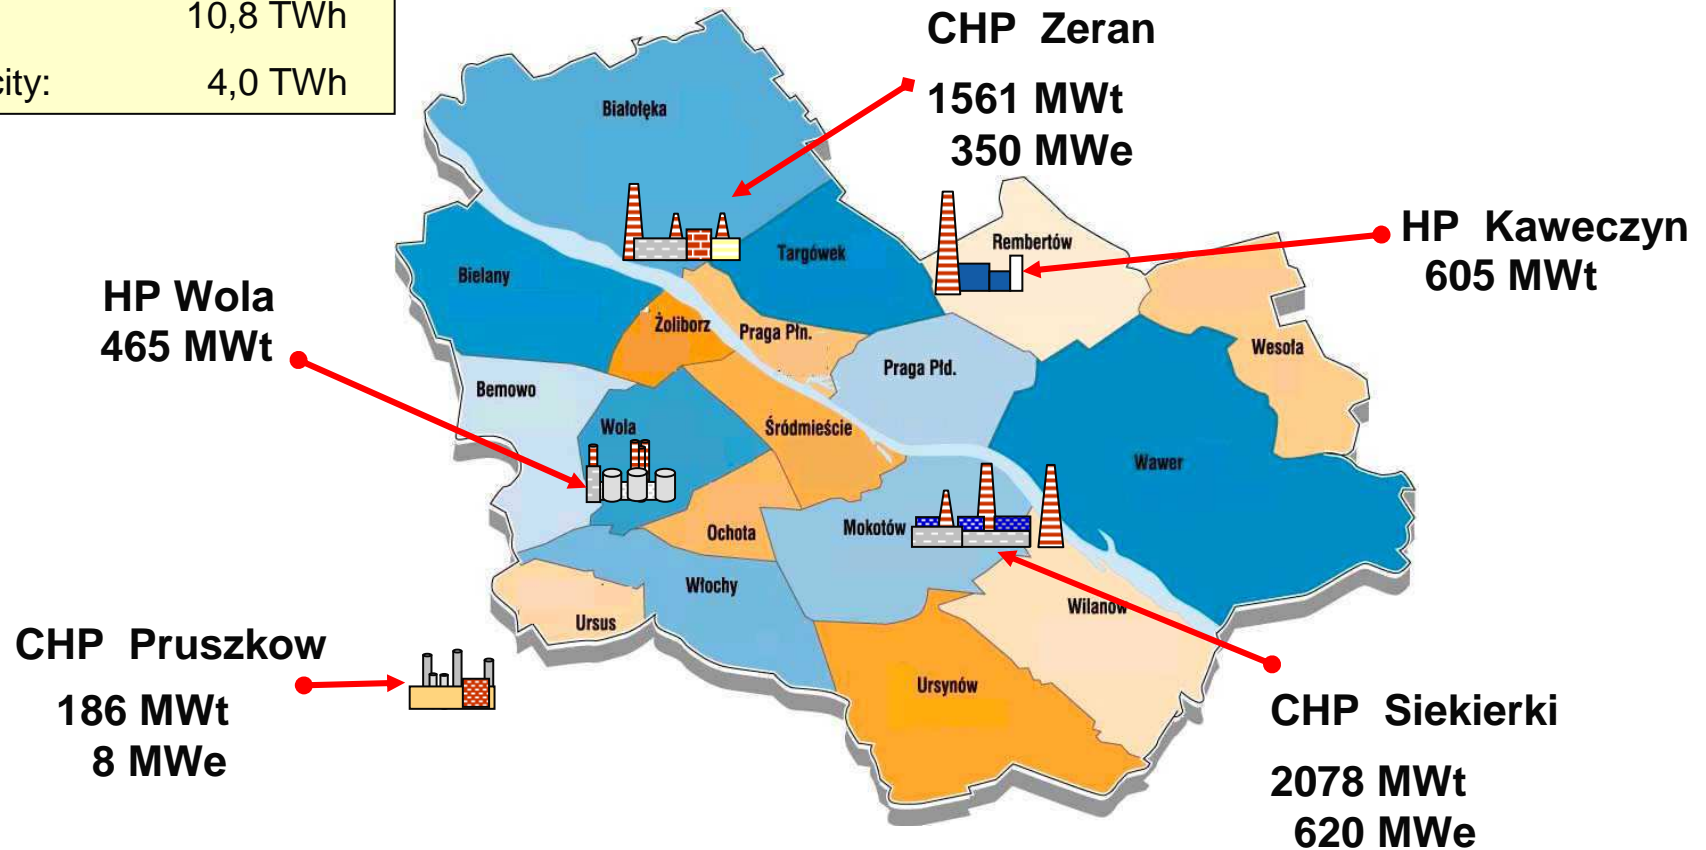 10,8 TWh
city: 4,0 TWh
CHP Zeran
1561 MWt
350 MWe
Białołęka
HP Kaweczyn
605 MWt
Rembertów
Targówek
Bielany
HP Wola
465 MWt
Żoliborz
Praga Płn.
Wesoła
Praga Płd.
Bemowo
Wola
Śródmieście
Wawer
Ochota
Mokotów
Włochy
Wilanów
Ursus
CHP Pruszkow
186 MWt
8 MWe
Ursynów
CHP Siekierki
2078 MWt
620 MWe